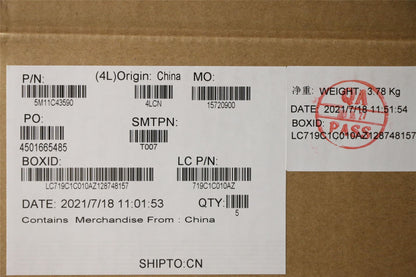 P/N: (4L)Origin: China MO:
5M11C43590 4LCN 15720900
PO: SMTPN:
4501665485 T007
BOXID: LC P/N:
LC719C1C010AZ128748157 719C1C010AZ
DATE: 2021/7/18 11:01:53 QTY:
5
Contains Merchandise From : China
SHIPTO:CN
净重: WEIGHT: 3.78 Kg
DATE: 2021/7/18 11:51:54
BOXID:
LC719C1C010AZ128748157
QA
PASS